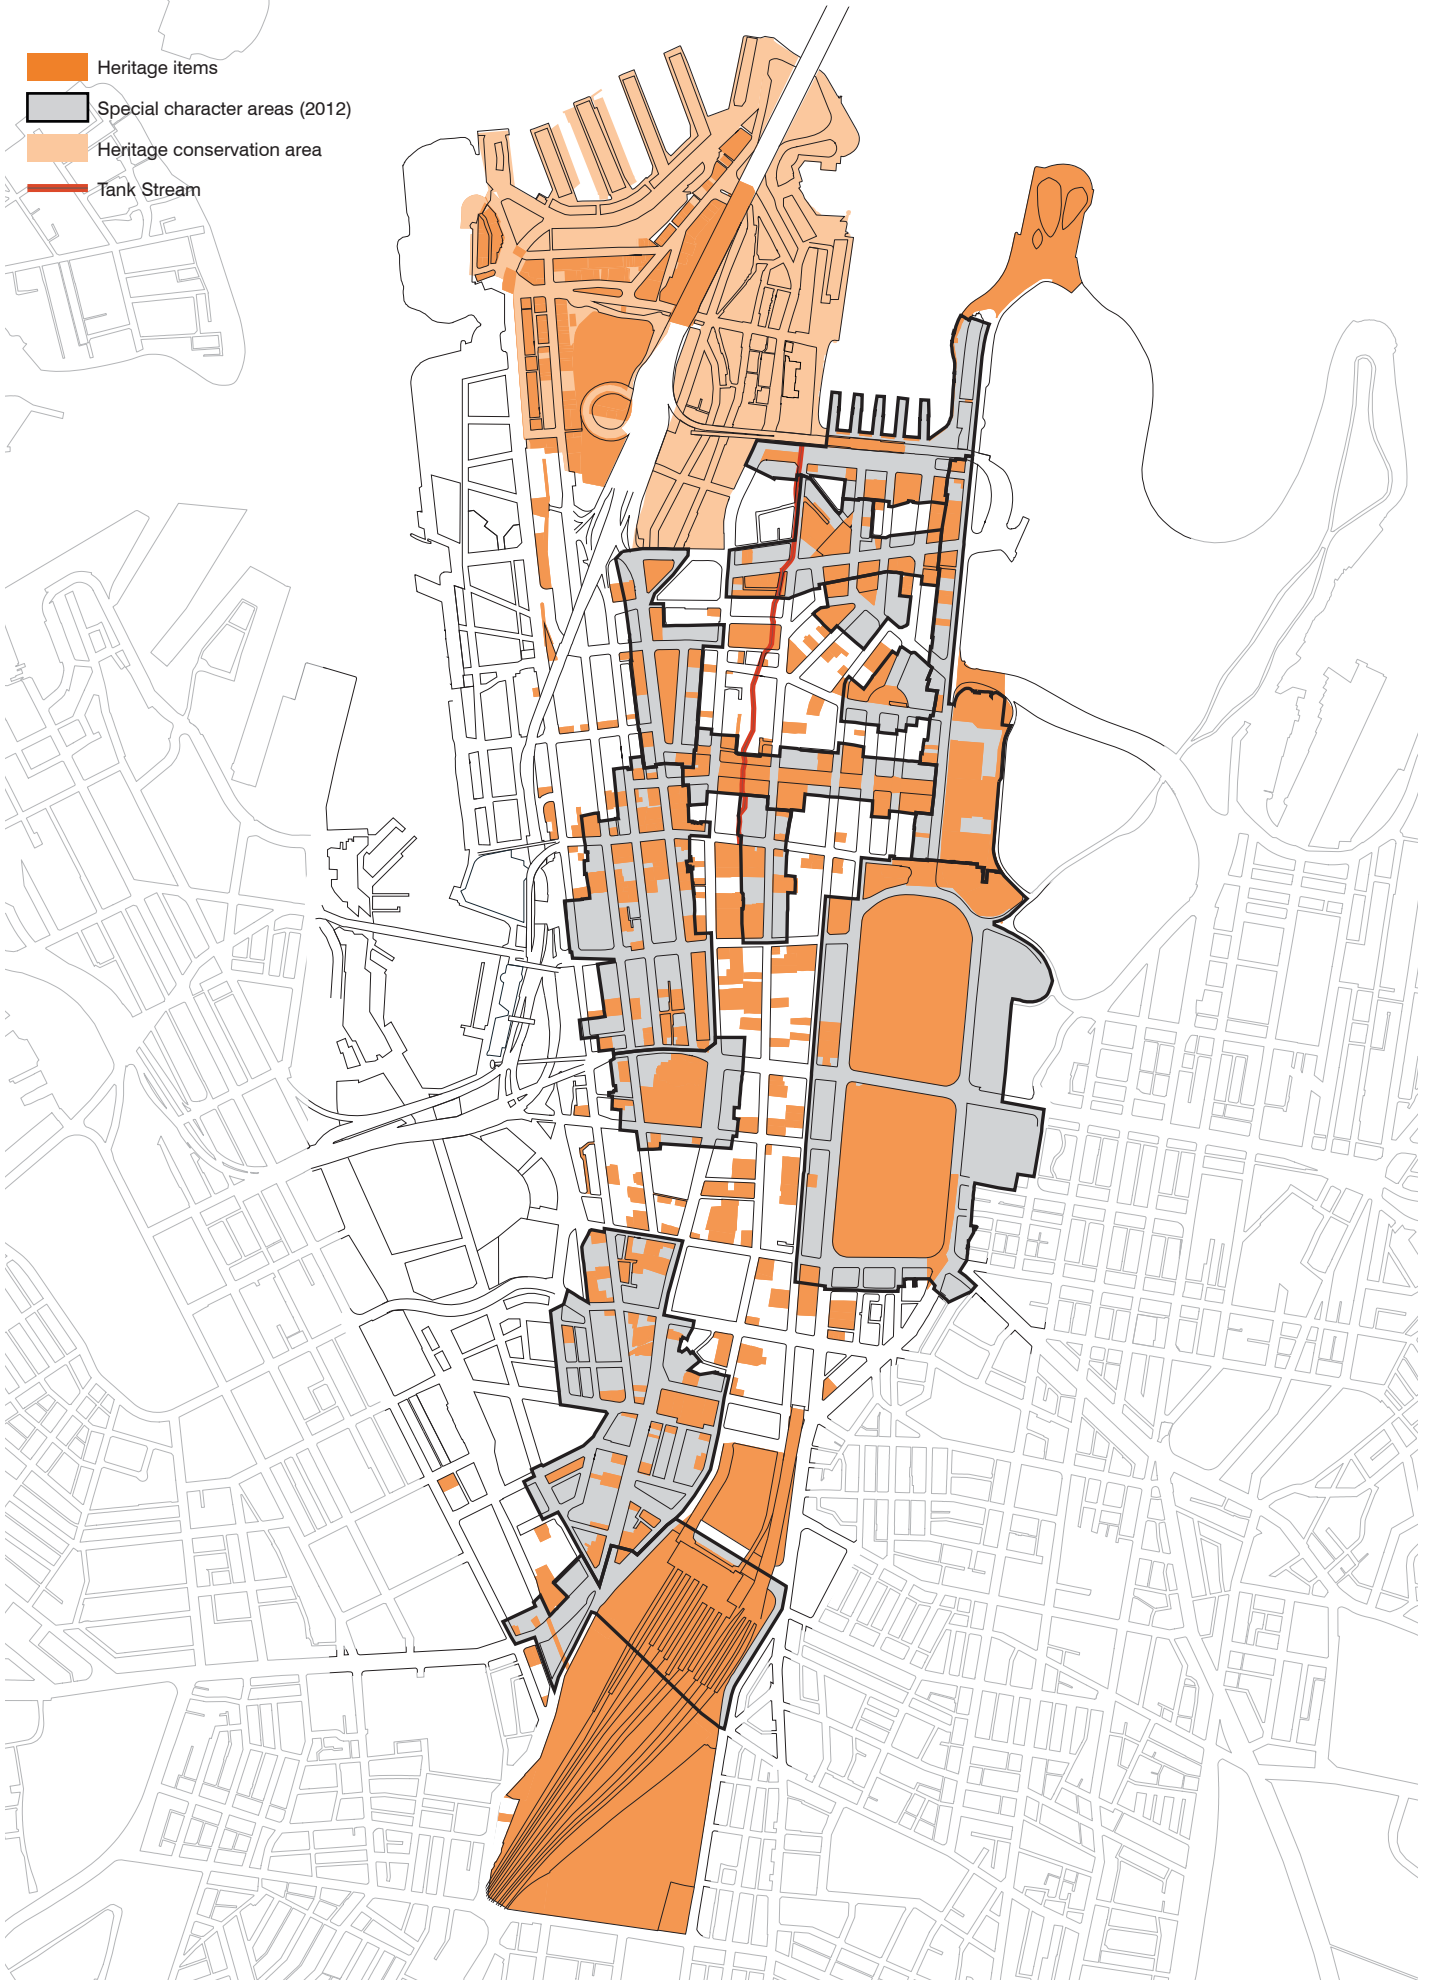 Heritage items
Special character areas (2012)
Heritage conservation area
Tank Stream